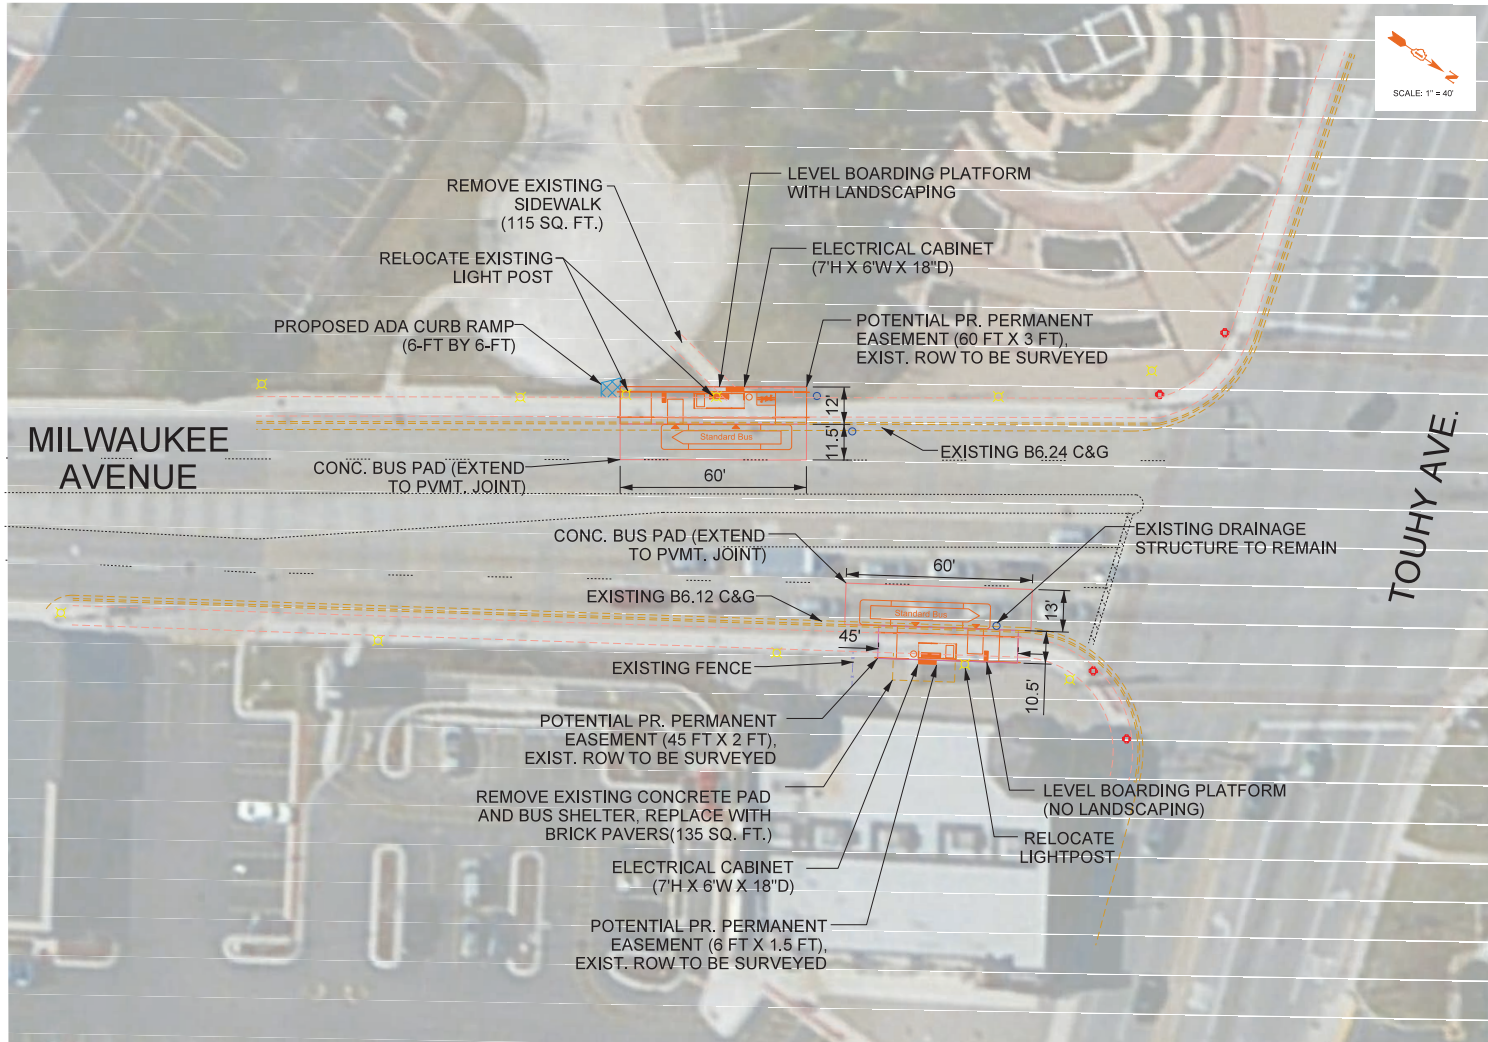 SCALE: 1" = 40'
N
LEVEL BOARDING PLATFORM
WITH LANDSCAPING
REMOVE EXISTING
SIDEWALK
(115 SQ. FT.)
ELECTRICAL CABINET
(7'H X 6'W X 18"D)
RELOCATE EXISTING
LIGHT POST
PROPOSED ADA CURB RAMP
(6-FT BY 6-FT)
POTENTIAL PR. PERMANENT
EASEMENT (60 FT X 3 FT),
EXIST. ROW TO BE SURVEYED
12'
11.5'
Standard Bus
MILWAUKEE
AVENUE
EXISTING B6.24 C&G
CONC. BUS PAD (EXTEND
TO PVMT. JOINT)
60'
TOUHY AVE.
CONC. BUS PAD (EXTEND
TO PVMT. JOINT)
EXISTING DRAINAGE
STRUCTURE TO REMAIN
60'
EXISTING B6.12 C&G
Standard Bus
13'
45'
EXISTING FENCE
10.5'
POTENTIAL PR. PERMANENT
EASEMENT (45 FT X 2 FT),
EXIST. ROW TO BE SURVEYED
REMOVE EXISTING CONCRETE PAD
AND BUS SHELTER, REPLACE WITH
BRICK PAVERS(135 SQ. FT.)
LEVEL BOARDING PLATFORM
(NO LANDSCAPING)
RELOCATE
LIGHTPOST
ELECTRICAL CABINET
(7'H X 6'W X 18"D)
POTENTIAL PR. PERMANENT
EASEMENT (6 FT X 1.5 FT),
EXIST. ROW TO BE SURVEYED